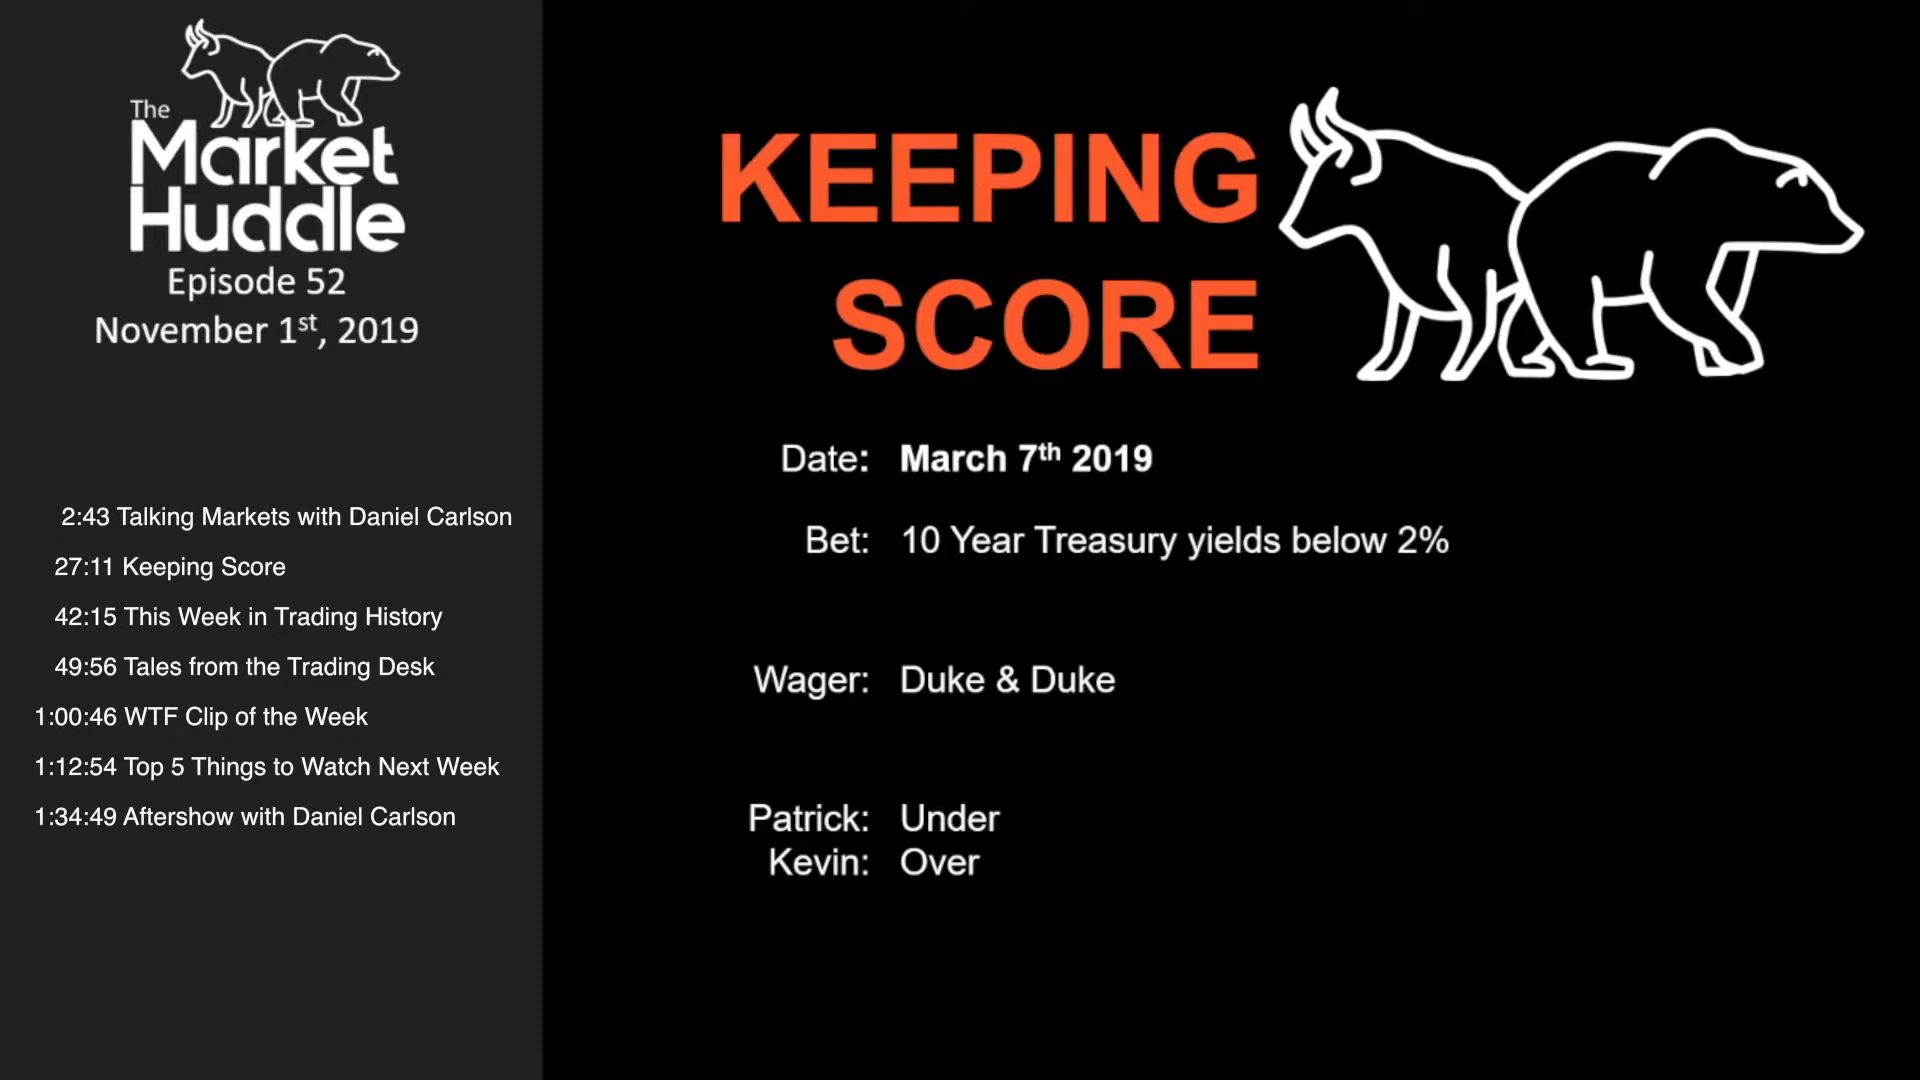 The
Market
Huddle
Episode 52
November 1st, 2019
2:43 Talking Markets with Daniel Carlson
27:11 Keeping Score
42:15 This Week in Trading History
49:56 Tales from the Trading Desk
1:00:46 WTF Clip of the Week
1:12:54 Top 5 Things to Watch Next Week
1:34:49 Aftershow with Daniel Carlson
KEEPING
SCORE
Date: March 7th 2019
Bet: 10 Year Treasury yields below 2%
Wager: Duke & Duke
Patrick: Under
Kevin: Over